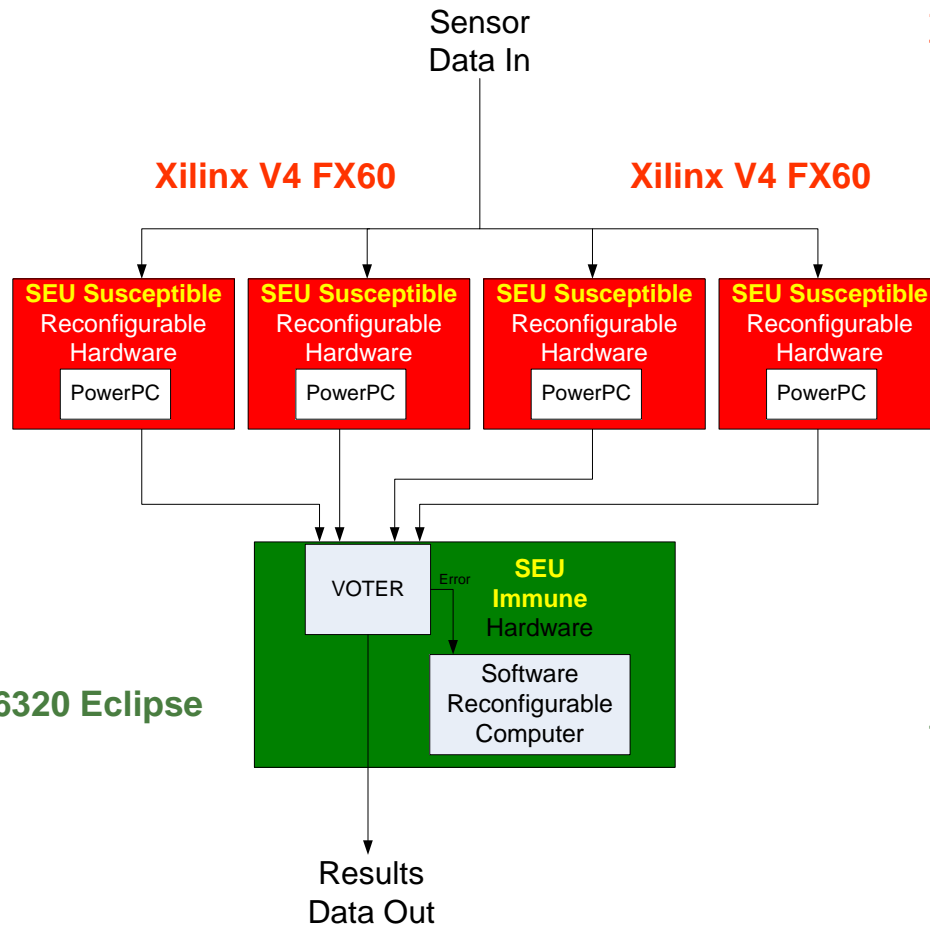 Sensor
Data In
Xilinx V4 FX60
Xilinx V4 FX60
SEU Susceptible
Reconfigurable
Hardware
PowerPC
SEU Susceptible
Reconfigurable
Hardware
PowerPC
SEU Susceptible
Reconfigurable
Hardware
PowerPC
SEU Susceptible
Reconfigurable
Hardware
PowerPC
VOTER
Error
SEU
Immune
Hardware
Software
Reconfigurable
Computer
6320 Eclipse
Results
Data Out